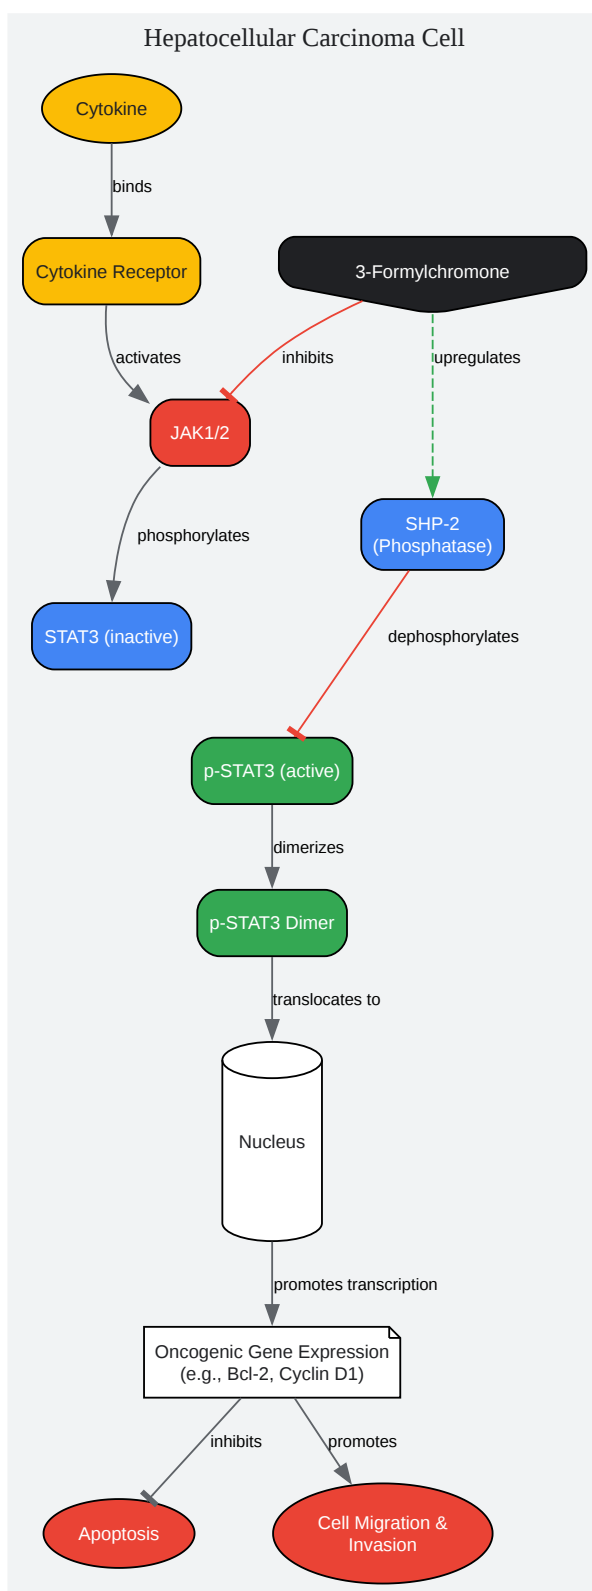 Hepatocellular Carcinoma Cell
Cytokine
binds
Cytokine Receptor
3-Formylchromone
activates
inhibits
upregulates
JAK1/2
SHP-2
(Phosphatase)
phosphorylates
STAT3 (inactive)
dephosphorylates
p-STAT3 (active)
dimerizes
p-STAT3 Dimer
translocates to
Nucleus
promotes transcription
Oncogenic Gene Expression
(e.g., Bcl-2, Cyclin D1)
inhibits
promotes
Apoptosis
Cell Migration &
Invasion